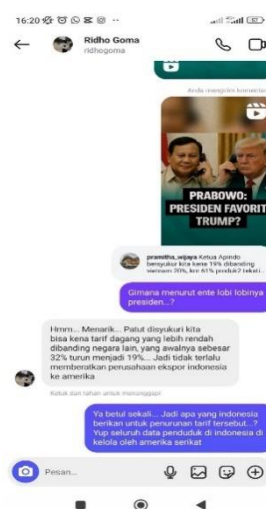 16:20
Ridho Goma
ridhogoma
Anda mengirim komentar
PRABOWO:
PRESIDEN FAVORIT
TRUMP?
pramitha_wijaya Ketua Apindo
bersyukur kita kena 19% dibanding
vietnam 20%, krn 61% produk2 tekstil...
Gimana menurut ente lobi lobinya
presiden...?
Hmm... Menarik... Patut disyukuri kita
bisa kena tarif dagang yang lebih rendah
dibanding negara lain, yang awalnya sebesar
32% turun menjadi 19%... Jadi tidak terlalu
memberatkan perusahaan ekspor indonesia
ke amerika
Ketuk dan tahan untuk menanggapi
Ya betul sekali... Jadi apa yang indonesia
berikan untuk penurunan tarif tersebut...?
Yup seluruh data penduduk di indonesia di
kelola oleh amerika serikat
Pesan...